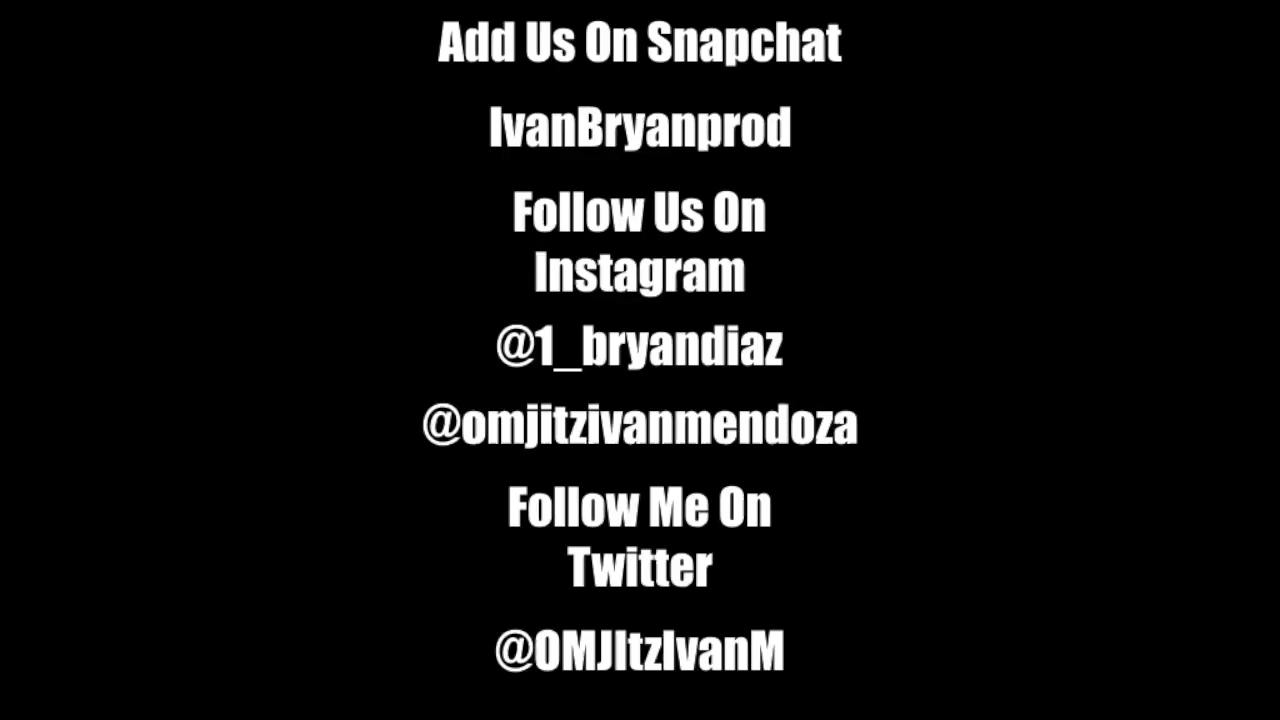 Add Us On Snapchat
IvanBryanprod
Follow Us On
Instagram
@1_bryandiaz
@omjitzivanmendoza
Follow Me On
Twitter
@OMJItzIvanM